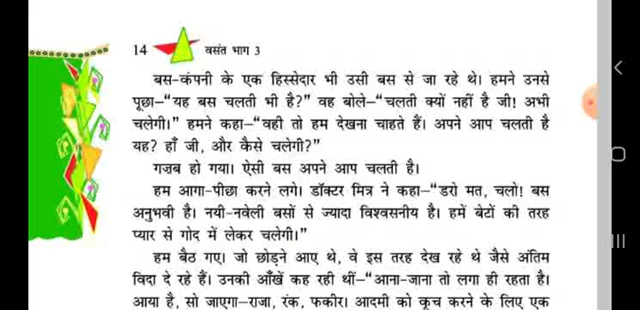 14 वसंत भाग 3
बस-कंपनी के एक हिस्सेदार भी उसी बस से जा रहे थे। हमने उनसे
पूछा–“यह बस चलती भी है?” वह बोले–“चलती क्यों नहीं है जी! अभी
चलेगी।” हमने कहा–“वही तो हम देखना चाहते हैं। अपने आप चलती है
यह? हाँ जी, और कैसे चलेगी?”
गज़ब हो गया। ऐसी बस अपने आप चलती है।
हम आगा-पीछा करने लगे। डॉक्टर मित्र ने कहा–“डरो मत, चलो! बस
अनुभवी है। नयी-नवेली बसों से ज़्यादा विश्वसनीय है। हमें बेटों की तरह
प्यार से गोद में लेकर चलेगी।”
हम बैठ गए। जो छोड़ने आए थे, वे इस तरह देख रहे थे जैसे अंतिम
विदा दे रहे हैं। उनकी आँखें कह रही थीं–“आना-जाना तो लगा ही रहता है।
आया है, सो जाएगा–राजा, रंक, फकीर। आदमी को कूच करने के लिए एक